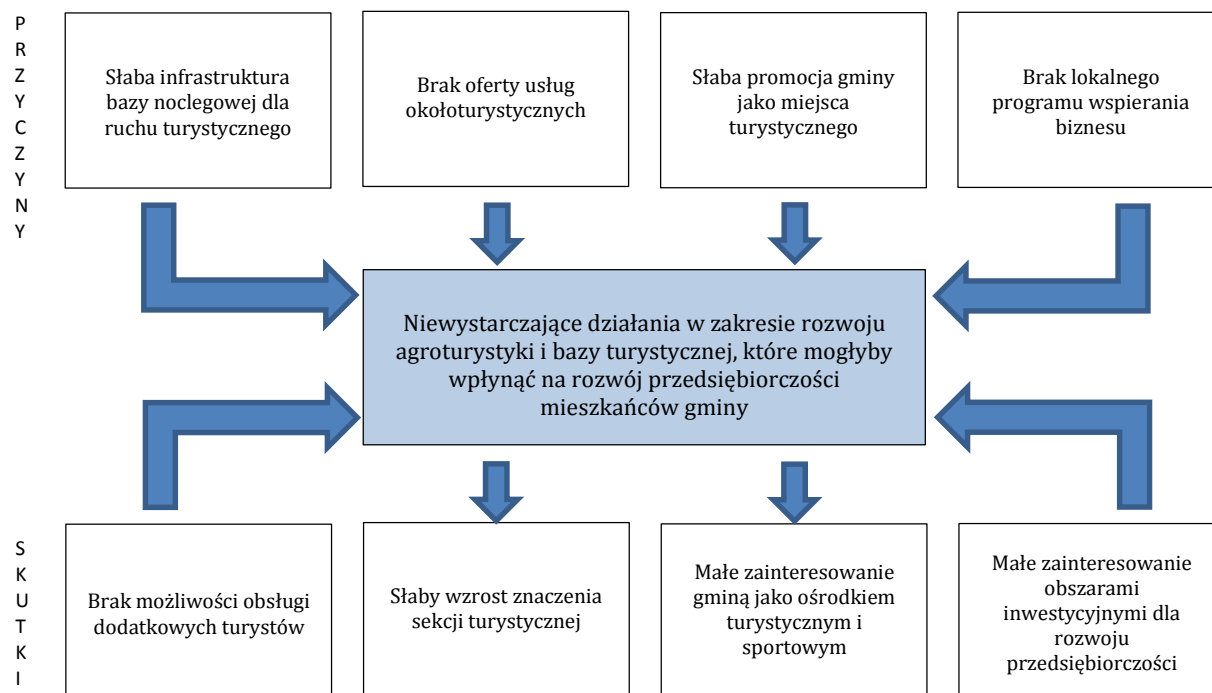 PRZYCZYNY
Słaba infrastruktura
bazy noclegowej dla
ruchu turystycznego
Brak oferty usług
okołoturystycznych
Słaba promocja gminy
jako miejsca
turystycznego
Brak lokalnego
programu wspierania
biznesu
Niewystarczające działania w zakresie rozwoju
agroturystyki i bazy turystycznej, które mogłyby
wpłynąć na rozwój przedsiębiorczości
mieszkańców gminy
SKUTKI
Brak możliwości obsługi
dodatkowych turystów
Słaby wzrost znaczenia
sekcji turystycznej
Małe zainteresowanie
gminą jako ośrodkiem
turystycznym i
sportowym
Małe zainteresowanie
obszarami
inwestycyjnymi dla
rozwoju
przedsiębiorczości